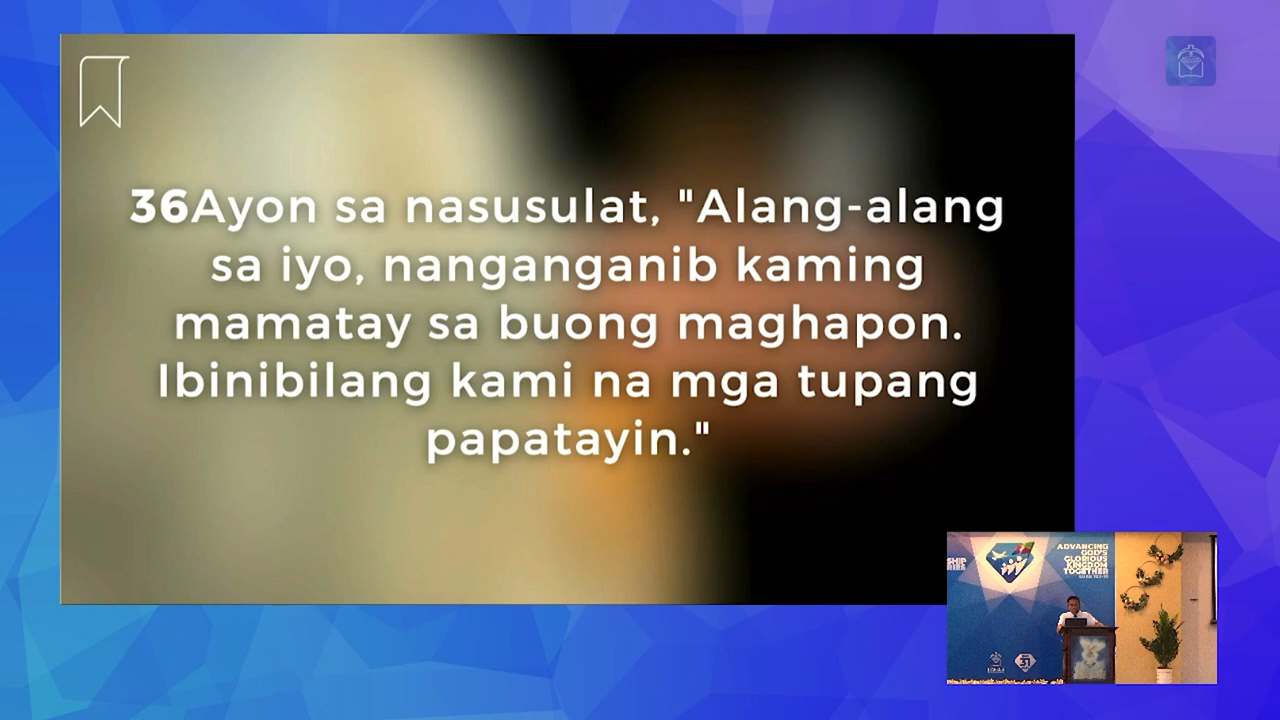 36Ayon sa nasusulat, "Alang-alang
sa iyo, nanganganib kaming
mamatay sa buong maghapon.
Ibinibilang kami na mga tupang
papatayin."
ADVANCING
GOD'S
GLORIOUS
KINGDOM
TOGETHER
31